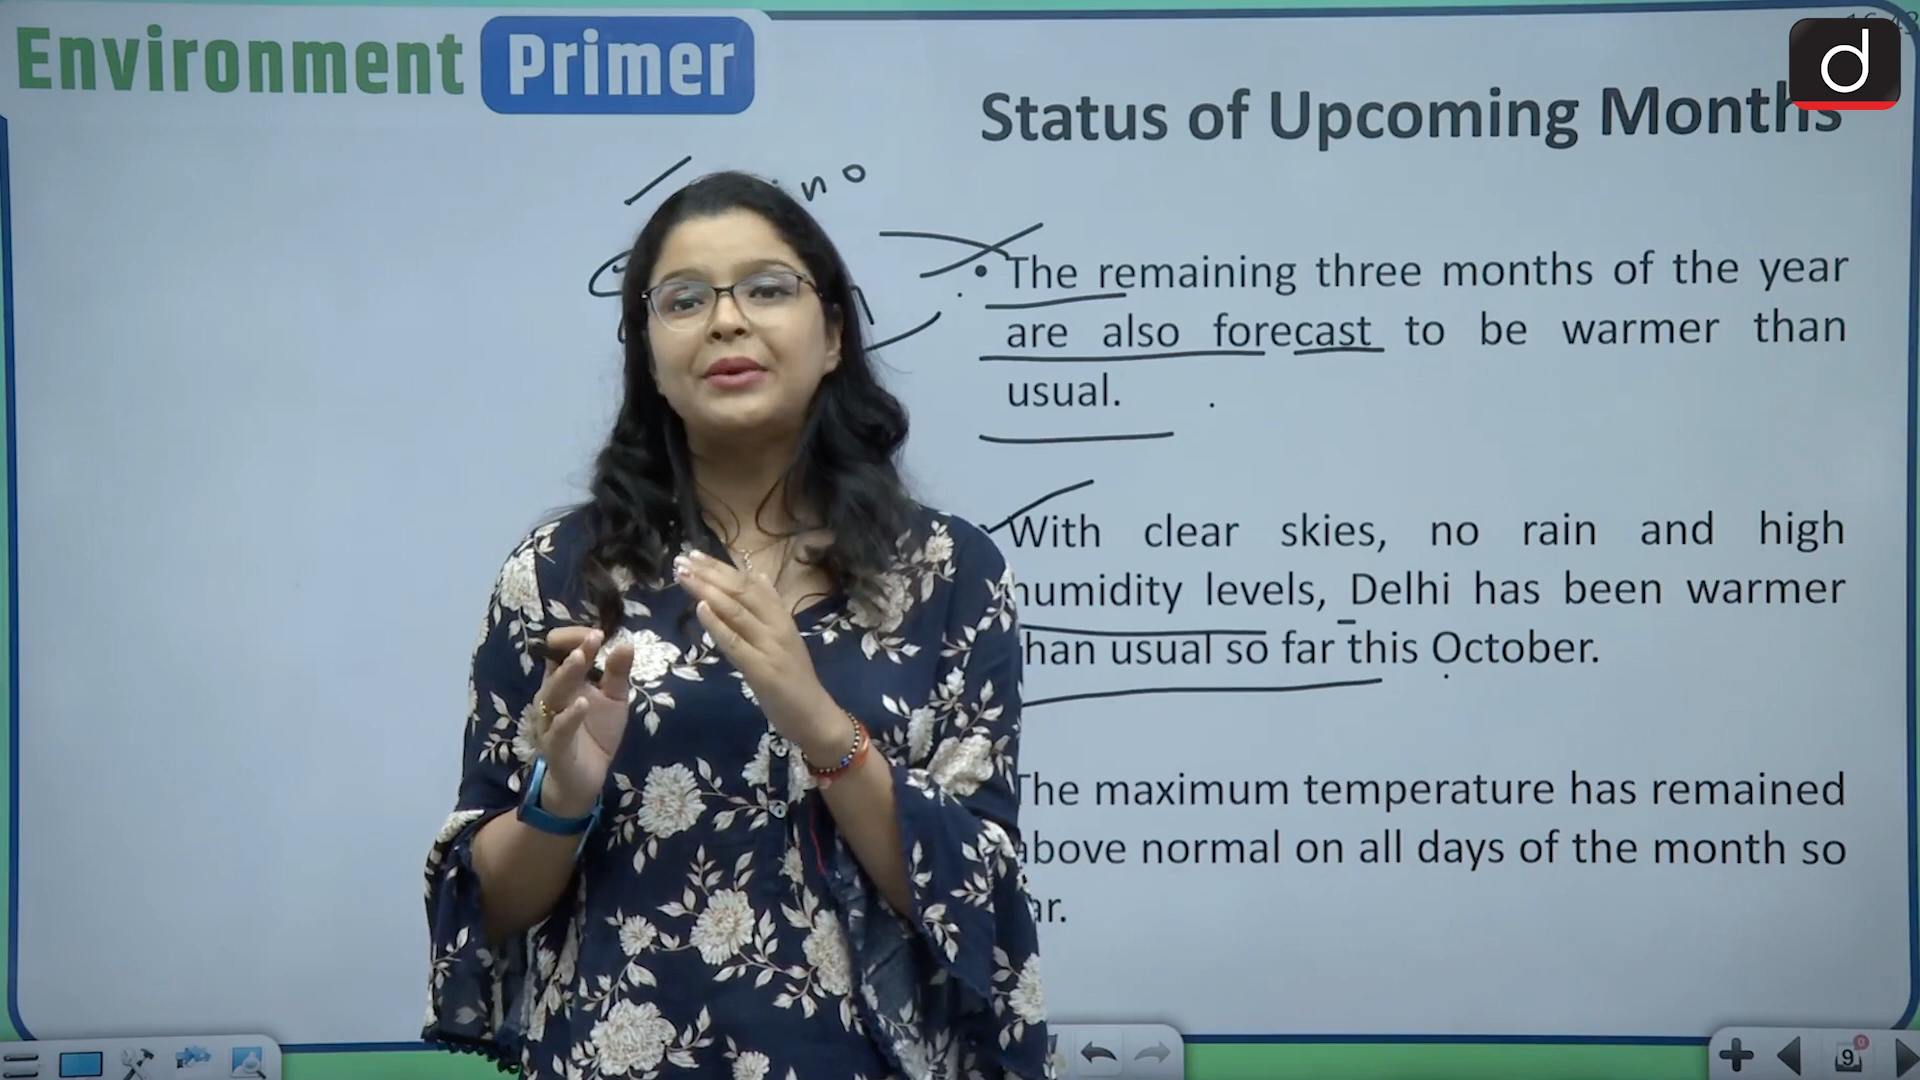 Environment Primer
d
Status of Upcoming Months
• The remaining three months of the year
are also forecast to be warmer than
usual.
With clear skies, no rain and high
humidity levels, Delhi has been warmer
than usual so far this October.
The maximum temperature has remained
above normal on all days of the month so
far.
9
0